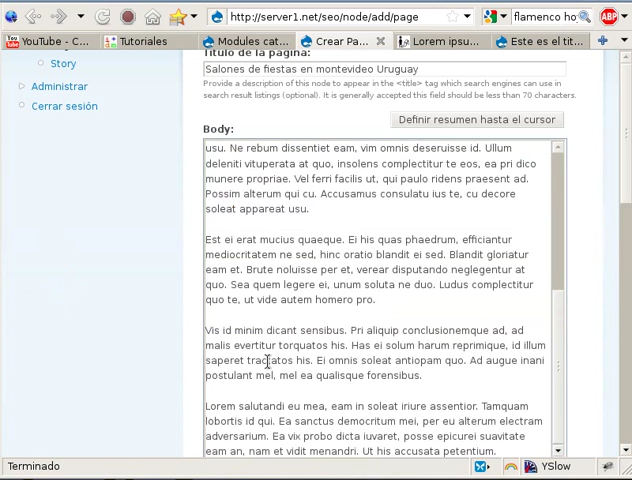 http://server1.net/seo/node/add/page
flamenco ho
ABP
YouTube - C...
Tutoriales
Modules cat...
Crear Pa...
Lorem ipsu...
Este es el tit...
Story
Administrar
Cerrar sesión
Título de la página:
Salones de fiestas en montevideo Uruguay
Provide a description of this node to appear in the <title> tag which search engines can use in
search result listings (optional). It is generally accepted this field should be less than 70 characters.
Definir resumen hasta el cursor
Body:
usu. Ne rebum dissentiet eam, vim omnis deseruisse id. Ullum
deleniti vituperata at quo, insolens complectitur te eos, ea pri dico
munere propriae. Vel ferri facilis ut, qui paulo ridens praesent ad.
Possim alterum qui cu. Accusamus consulatu ius te, cu decore
soleat appareat usu.
Est ei erat mucius quaeque. Ei his quas phaedrum, efficiantur
mediocritatem ne sed, hinc oratio blandit ei sed. Blandit gloriatur
eam et. Brute noluisse per et, verear disputando neglegentur at
quo. Sea quem legere ei, unum soluta ne duo. Ludus complectitur
quo te, ut vide autem homero pro.
Vis id minim dicant sensibus. Pri aliquip conclusionemque ad, ad
malis evertitur torquatos his. Has ei solum harum reprimique, id illum
saperet tractatos his. Ei omnis soleat antiopam quo. Ad augue inani
postulant mel, mel ea qualisque forensibus.
Lorem salutandi eu mea, eam in soleat iriure assentior. Tamquam
lobortis id qui. Ea sanctus democritum mei, per eu alterum electram
adversarium. Ea vix probo dicta iuvaret, posse epicurei suavitate
eam an, nam et vidit menandri. Ut his accusata petentium.
Terminado
YSlow